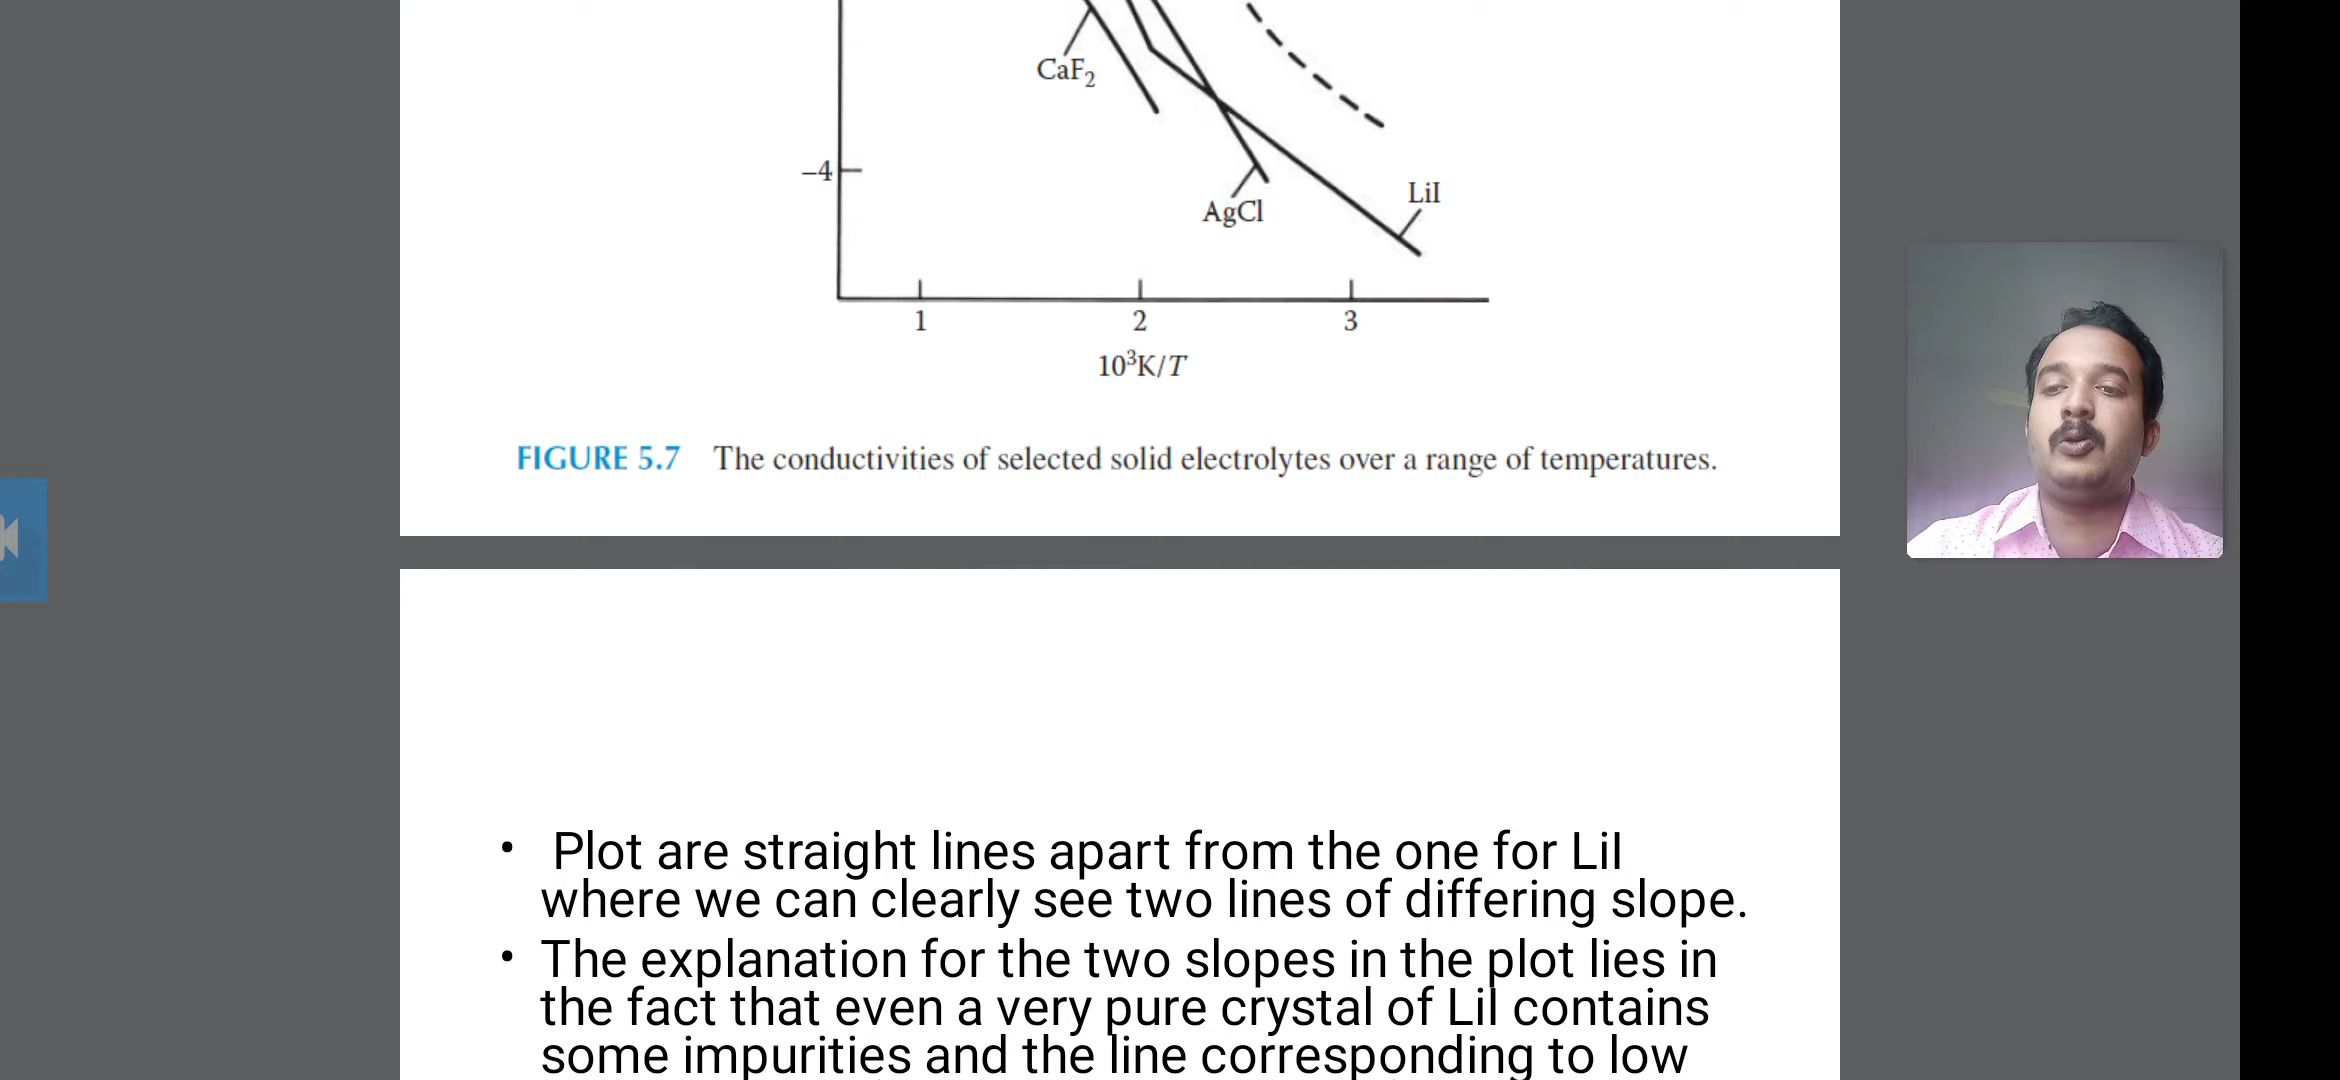 CaF₂
–4
LiI
AgCl
1 2 3
10³K/T
FIGURE 5.7 The conductivities of selected solid electrolytes over a range of temperatures.
• Plot are straight lines apart from the one for LiI
where we can clearly see two lines of differing slope.
• The explanation for the two slopes in the plot lies in
the fact that even a very pure crystal of LiI contains
some impurities and the line corresponding to low